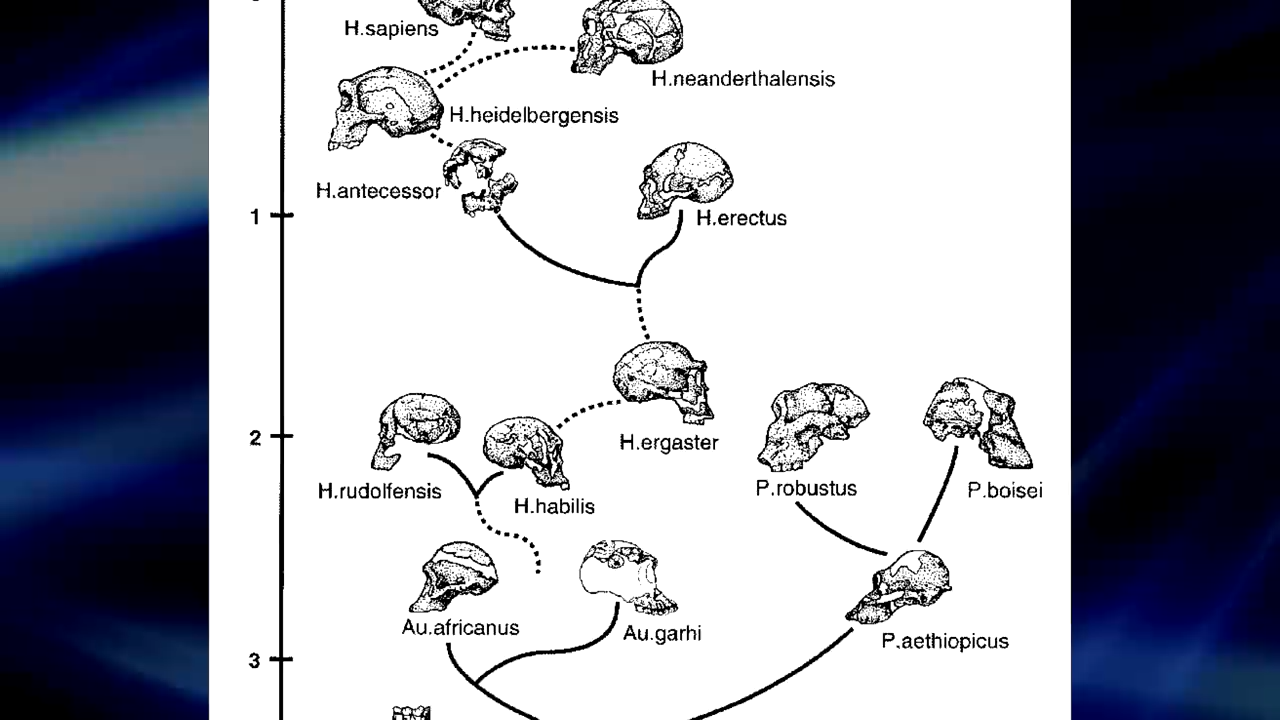 H.sapiens
H.neanderthalensis
H.heidelbergensis
H.antecessor
1
H.erectus
2
H.ergaster
H.rudolfensis
H.habilis
P.robustus
P.boisei
Au.africanus
Au.garhi
P.aethiopicus
3